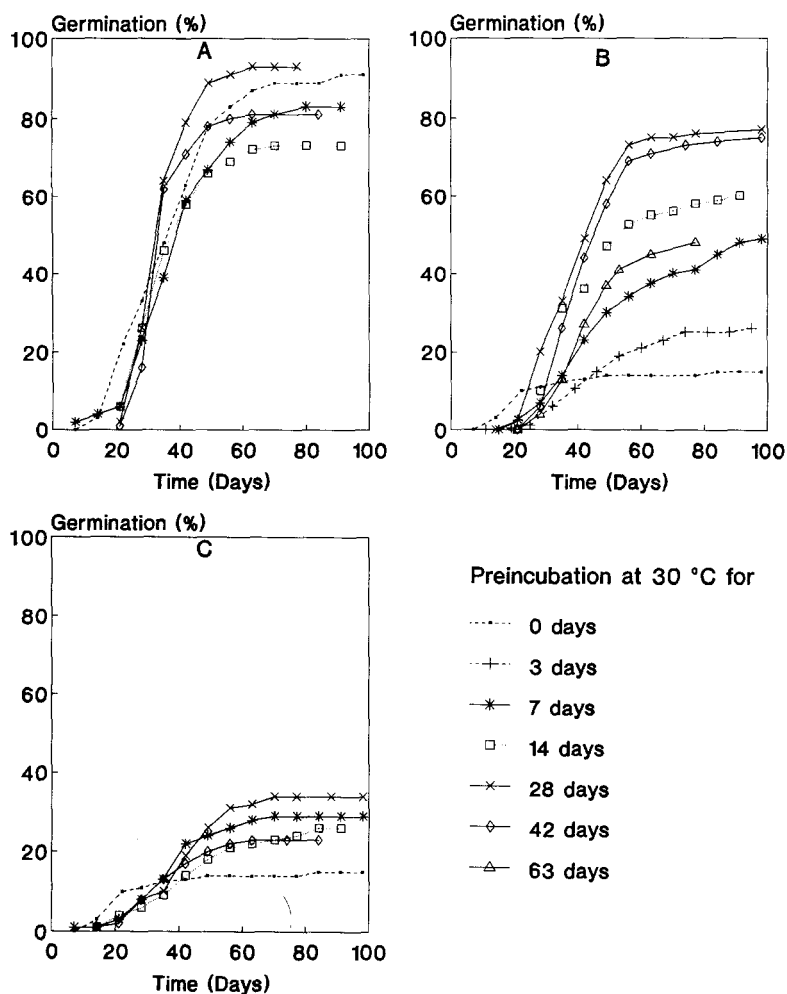 Germination (%)
A
100
80
60
40
20
0
0 20 40 60 80 100
Time (Days)
Germination (%)
B
100
80
60
40
20
0
0 20 40 60 80 100
Time (Days)
Germination (%)
C
100
80
60
40
20
0
0 20 40 60 80 100
Time (Days)
Preincubation at 30 °C for
0 days
3 days
7 days
14 days
28 days
42 days
63 days